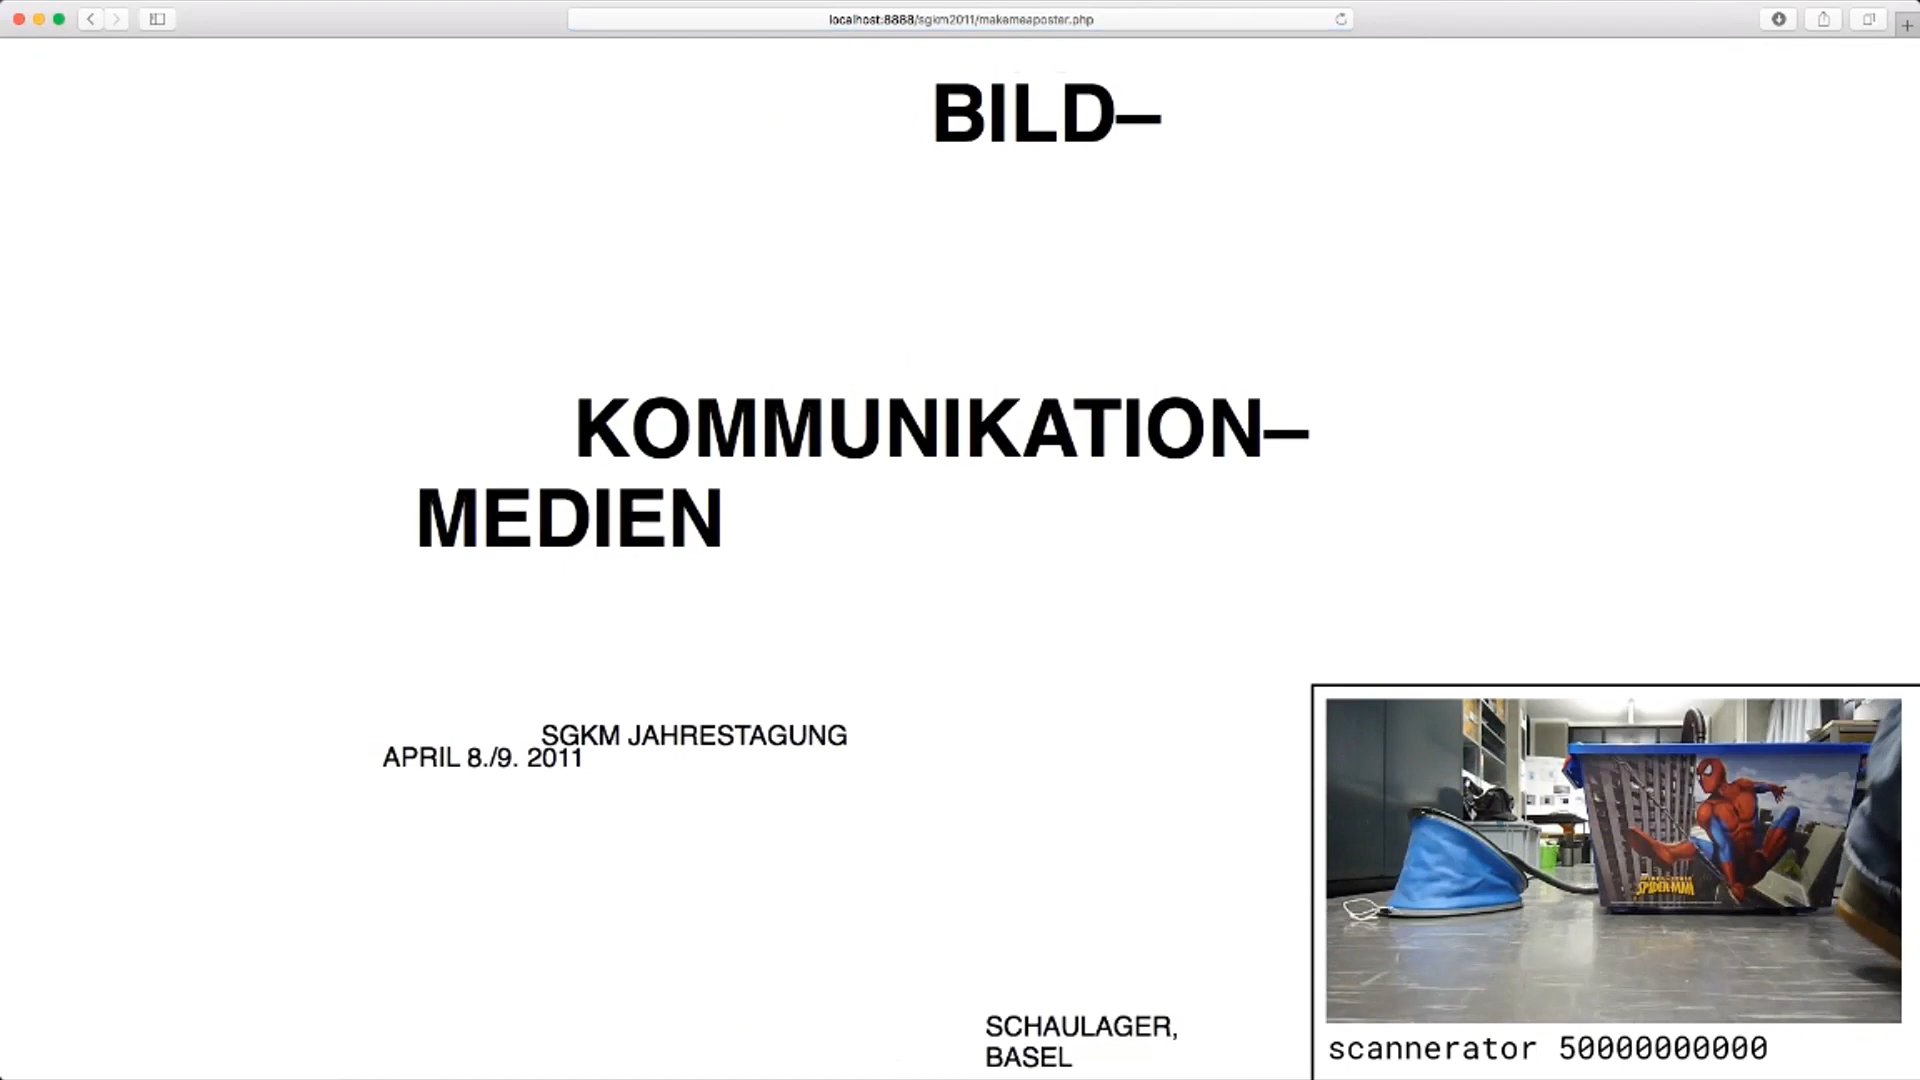 localhost:8888/sgkm2011/makemeaposter.php
BILD–
KOMMUNIKATION–
MEDIEN
SGKM JAHRESTAGUNG
APRIL 8./9. 2011
SCHAULAGER,
BASEL
SPIDER-MAN
scannerator 50000000000